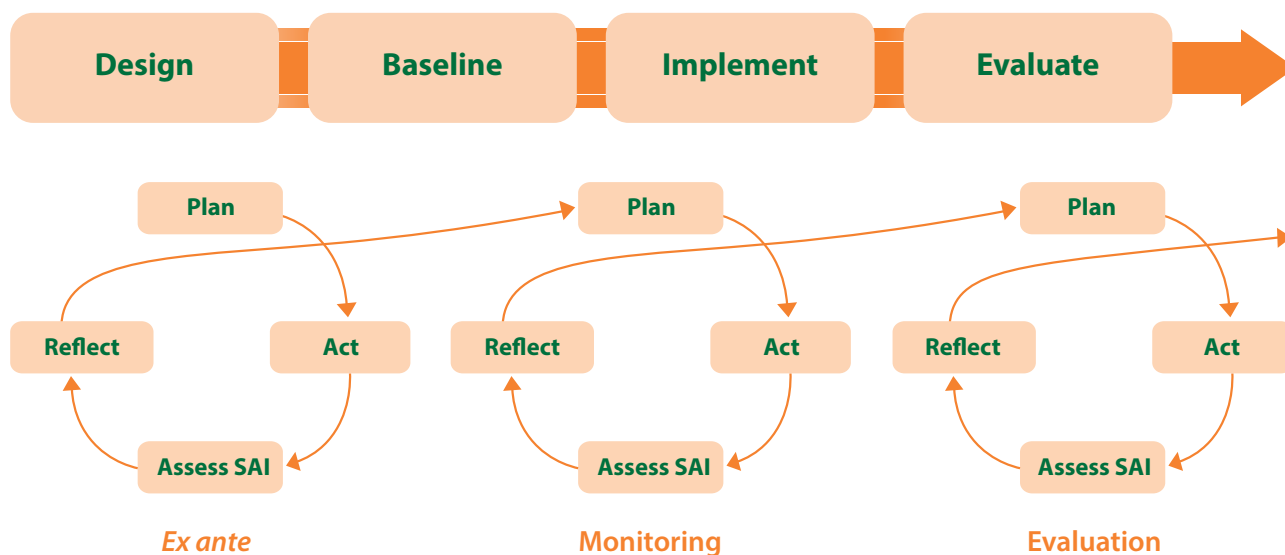 Design Baseline Implement Evaluate
Plan Plan Plan
Reflect Act Reflect Act Reflect Act
Assess SAI Assess SAI Assess SAI
Ex ante Monitoring Evaluation